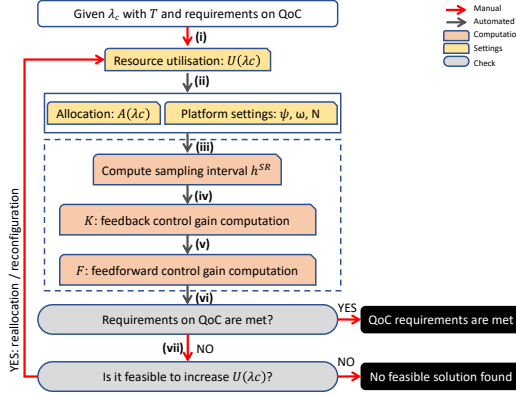 Given λc with T and requirements on QoC
Manual
Automated
Computation
Settings
Check
(i)
Resource utilisation: U(λc)
(ii)
Allocation: A(λc)
Platform settings: ψ, ω, N
(iii)
Compute sampling interval h^SR
(iv)
K: feedback control gain computation
(v)
F: feedforward control gain computation
(vi)
Requirements on QoC are met?
YES
QoC requirements are met
(vii)
NO
Is it feasible to increase U(λc)?
NO
No feasible solution found
YES: reallocation / reconfiguration